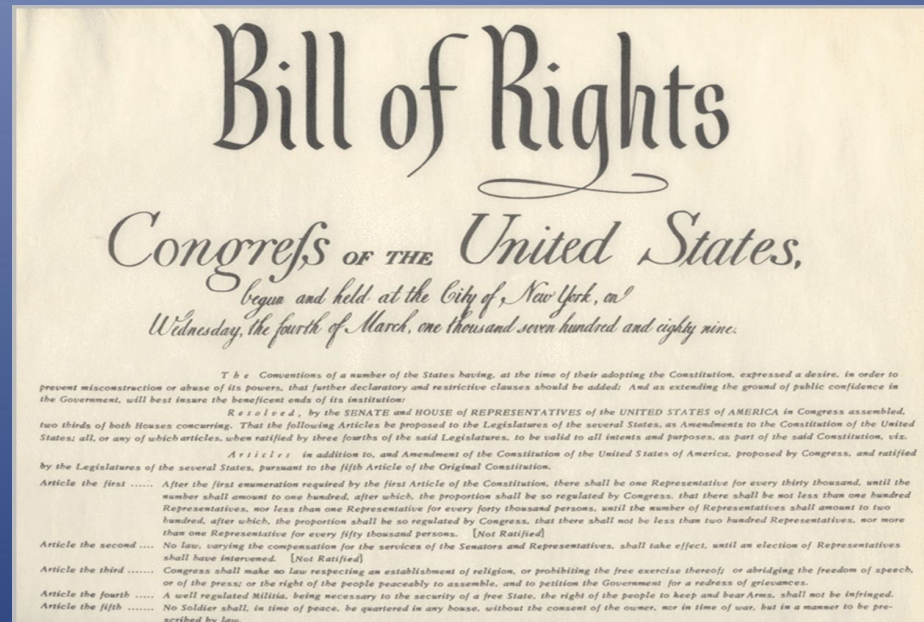 Bill of Rights
Congreſs OF THE United States,
begun and held at the City of New York, on
Wednesday, the fourth of March, one thousand seven hundred and eighty nine.
The Conventions of a number of the States having, at the time of their adopting the Constitution, expressed a desire, in order to
prevent misconstruction or abuse of its powers, that further declaratory and restrictive clauses should be added: And as extending the ground of public confidence in
the Government, will best insure the beneficent ends of its institution:
Resolved, by the SENATE and HOUSE of REPRESENTATIVES of the UNITED STATES of AMERICA in Congress assembled,
two thirds of both Houses concurring. That the following Articles be proposed to the Legislatures of the several States, as Amendments to the Constitution of the United
States; all, or any of which articles, when ratified by three fourths of the said Legislatures, to be valid to all intents and purposes, as part of the said Constitution, viz.
Articles in addition to, and Amendment of the Constitution of the United States of America, proposed by Congress, and ratified
by the Legislatures of the several States, pursuant to the fifth Article of the Original Constitution.
Article the first ...... After the first enumeration required by the first Article of the Constitution, there shall be one Representative for every thirty thousand, until the
number shall amount to one hundred, after which, the proportion shall be so regulated by Congress, that there shall be not less than one hundred
Representatives, nor less than one Representative for every forty thousand persons, until the number of Representatives shall amount to two
hundred, after which, the proportion shall be so regulated by Congress, that there shall not be less than two hundred Representatives, nor more
than one Representative for every fifty thousand persons. [Not Ratified]
Article the second .... No law, varying the compensation for the services of the Senators and Representatives, shall take effect, until an election of Representatives
shall have intervened. [Not Ratified]
Article the third ...... Congress shall make no law respecting an establishment of religion, or prohibiting the free exercise thereof; or abridging the freedom of speech,
or of the press; or the right of the people peaceably to assemble, and to petition the Government for a redress of grievances.
Article the fourth ..... A well regulated Militia, being necessary to the security of a free State, the right of the people to keep and bear Arms, shall not be infringed.
Article the fifth ....... No Soldier shall, in time of peace, be quartered in any house, without the consent of the owner, nor in time of war, but in a manner to be pre-
scribed by law.